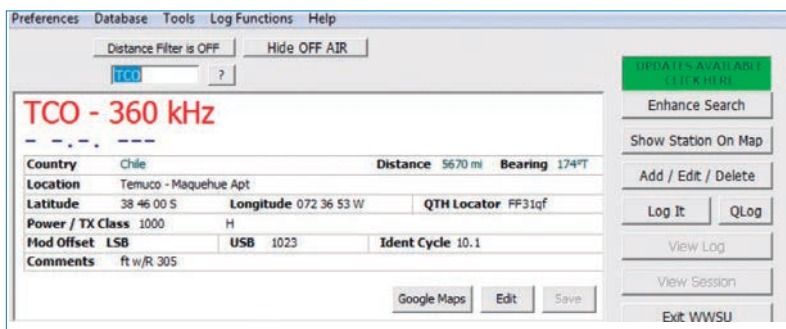 Preferences Database Tools Log Functions Help
Distance Filter is OFF Hide OFF AIR
TCO ?
UPDATES AVAILABLE
CLICK HERE
TCO - 360 kHz
- -.-. ---
Country Chile Distance 5670 mi Bearing 174°T
Location Temuco - Maquehue Apt
Latitude 38 46 00 S Longitude 072 36 53 W QTH Locator FF31qf
Power / TX Class 1000 H
Mod Offset LSB USB 1023 Ident Cycle 10.1
Comments ft w/R 305
Google Maps Edit Save
Enhance Search
Show Station On Map
Add / Edit / Delete
Log It QLog
View Log
View Session
Exit WWSU